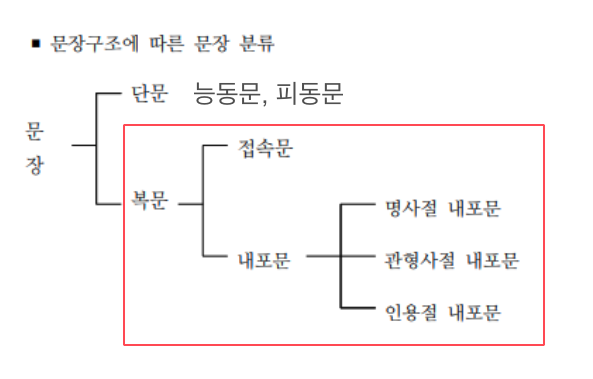 ■ 문장구조에 따른 문장 분류
단문 능동문, 피동문
문
장
접속문
복문
명사절 내포문
내포문
관형사절 내포문
인용절 내포문